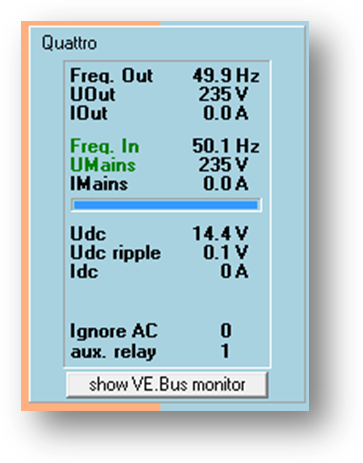 Quattro
Freq. Out 49.9 Hz
UOut 235 V
IOut 0.0 A
Freq. In 50.1 Hz
UMains 235 V
IMains 0.0 A
Udc 14.4 V
Udc ripple 0.1 V
Idc 0 A
Ignore AC 0
aux. relay 1
show VE.Bus monitor